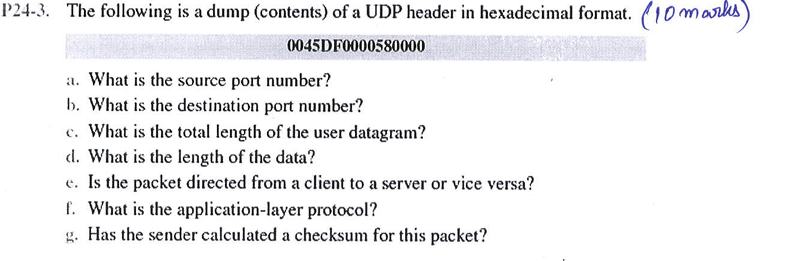 P24-3. The following is a dump (contents) of a UDP header in hexadecimal format. (10 marks)
0045DF0000580000
a. What is the source port number?
b. What is the destination port number?
c. What is the total length of the user datagram?
d. What is the length of the data?
e. Is the packet directed from a client to a server or vice versa?
f. What is the application-layer protocol?
g. Has the sender calculated a checksum for this packet?